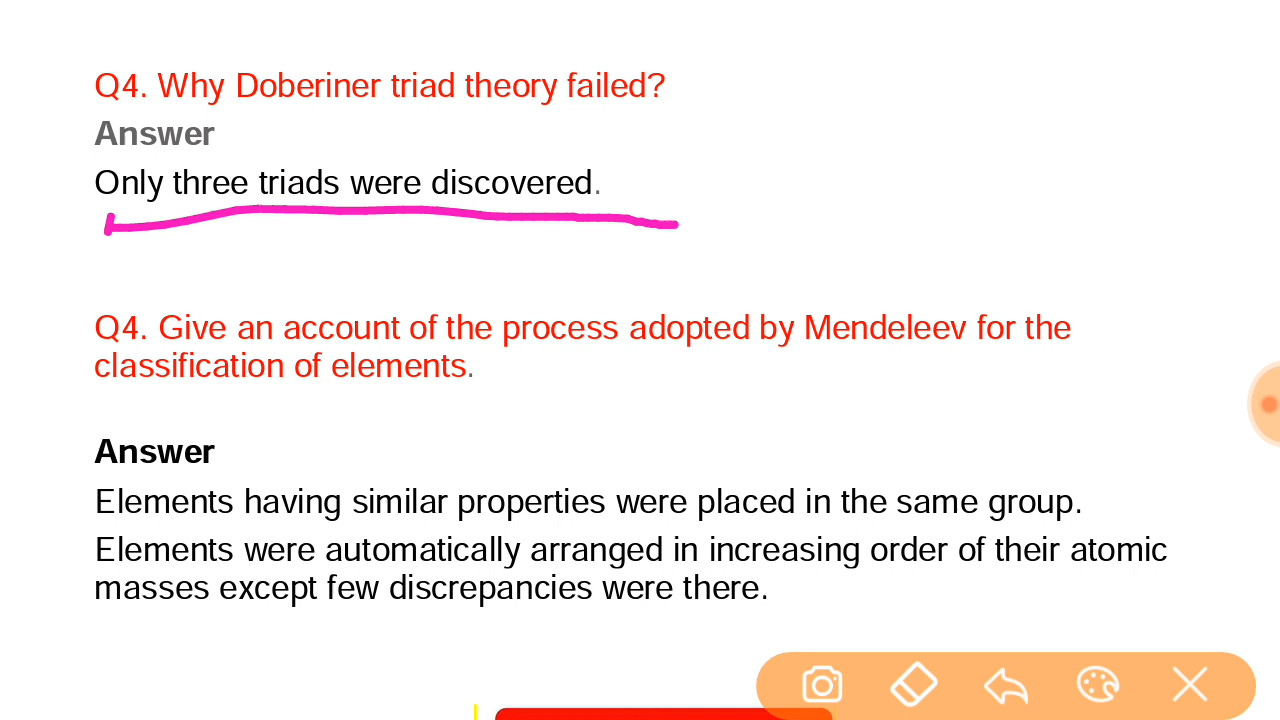 Q4. Why Doberiner triad theory failed?
Answer
Only three triads were discovered.
Q4. Give an account of the process adopted by Mendeleev for the
classification of elements.
Answer
Elements having similar properties were placed in the same group.
Elements were automatically arranged in increasing order of their atomic
masses except few discrepancies were there.